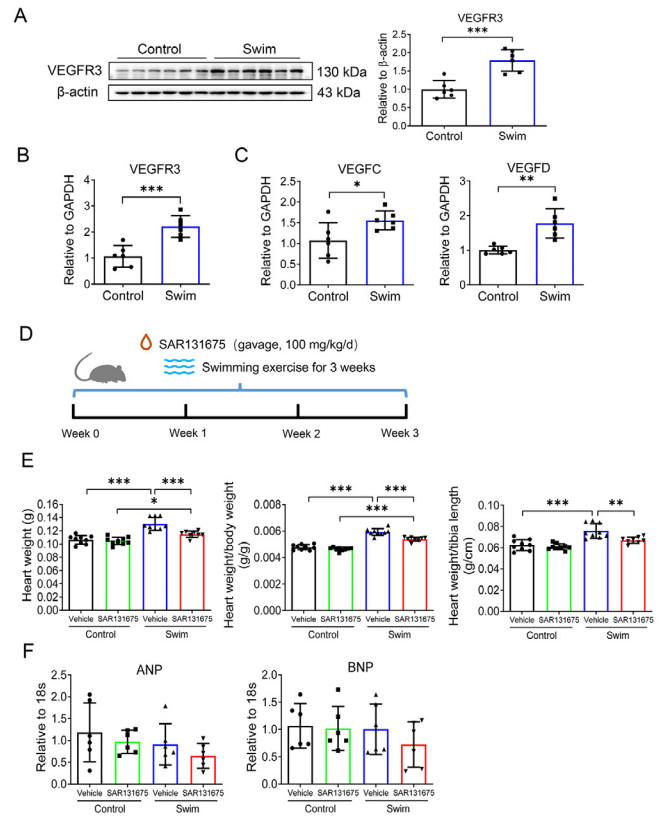 A
Control
Swim
VEGFR3
130 kDa
β-actin
43 kDa
VEGFR3
Relative to β-actin
2.5
2.0
1.5
1.0
0.5
0.0
***
Control
Swim
B
VEGFR3
Relative to GAPDH
4
3
2
1
0
***
Control
Swim
C
VEGFC
Relative to GAPDH
2.5
2.0
1.5
1.0
0.5
0.0
*
Control
Swim
VEGFD
Relative to GAPDH
3
2
1
0
**
Control
Swim
D
SAR131675 (gavage, 100 mg/kg/d)
Swimming exercise for 3 weeks
Week 0
Week 1
Week 2
Week 3
E
Heart weight (g)
0.16
0.14
0.12
0.10
0.08
0.06
0.04
0.02
0.00
***
***
*
Vehicle
SAR131675
Vehicle
SAR131675
Control
Swim
Heart weight/body weight
(g/g)
0.008
0.006
0.004
0.002
0.000
***
***
***
Vehicle
SAR131675
Vehicle
SAR131675
Control
Swim
Heart weight/tibia length
(g/cm)
0.10
0.08
0.06
0.04
0.02
0.00
***
**
Vehicle
SAR131675
Vehicle
SAR131675
Control
Swim
F
ANP
Relative to 18s
2.5
2.0
1.5
1.0
0.5
0.0
Vehicle
SAR131675
Vehicle
SAR131675
Control
Swim
BNP
Relative to 18s
2.0
1.5
1.0
0.5
0.0
Vehicle
SAR131675
Vehicle
SAR131675
Control
Swim